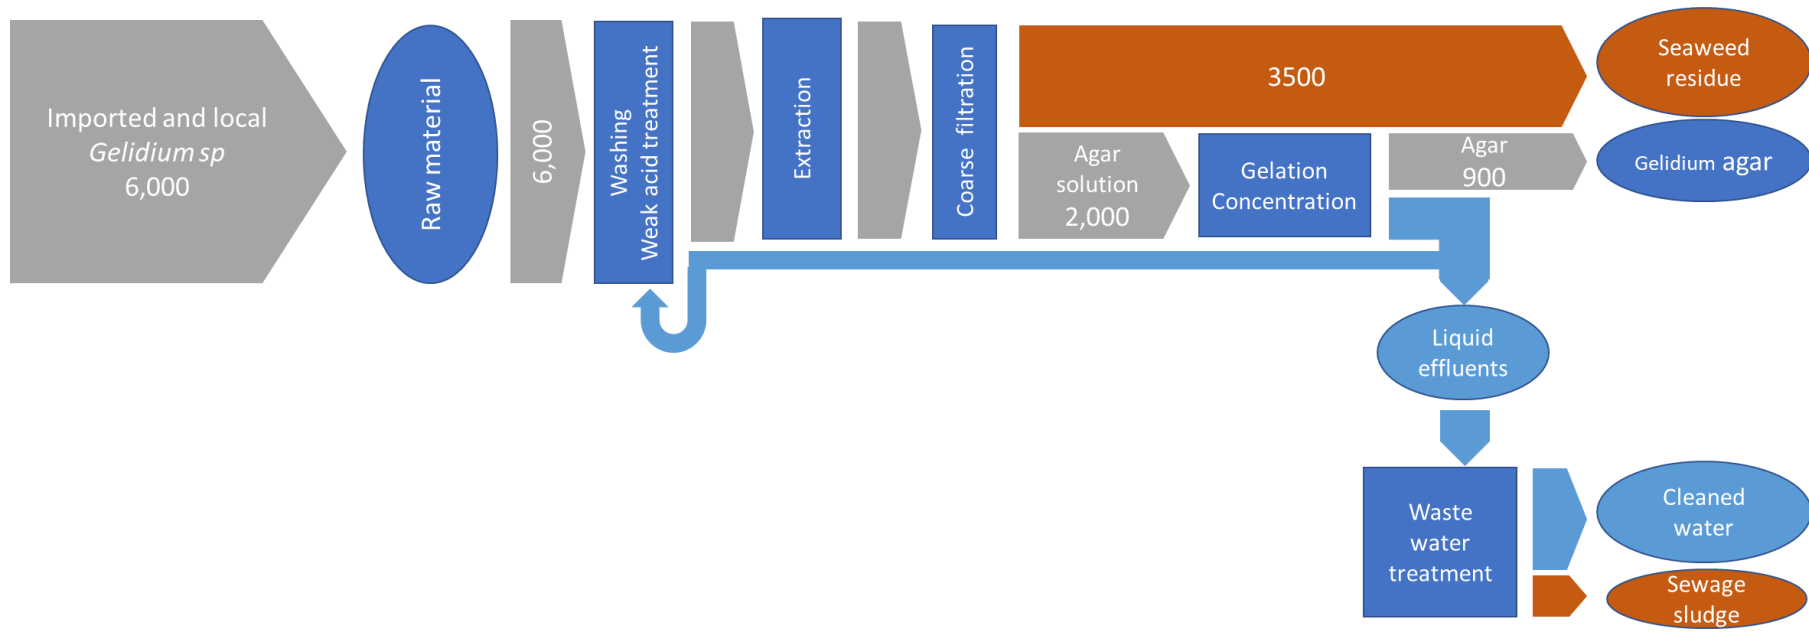 Imported and local
Gelidium sp
6,000
Raw material
6,000
Washing
Weak acid treatment
Extraction
Coarse filtration
3500
Seaweed
residue
Agar
solution
2,000
Gelation
Concentration
Agar
900
Gelidium agar
Liquid
effluents
Waste
water
treatment
Cleaned
water
Sewage
sludge